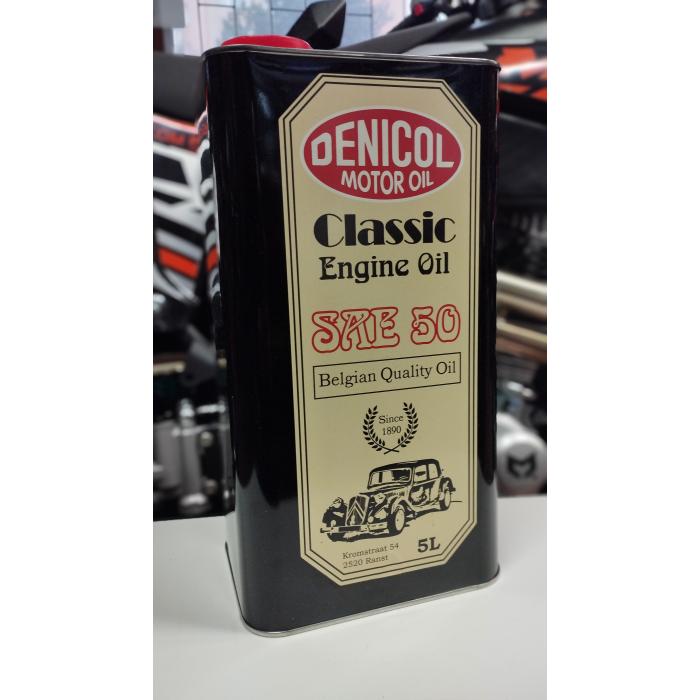 DENICOL
MOTOR OIL
Classic
Engine Oil
SAE 50
Belgian Quality Oil
Since
1890
Kromstraat 54
2520 Ranst
5L